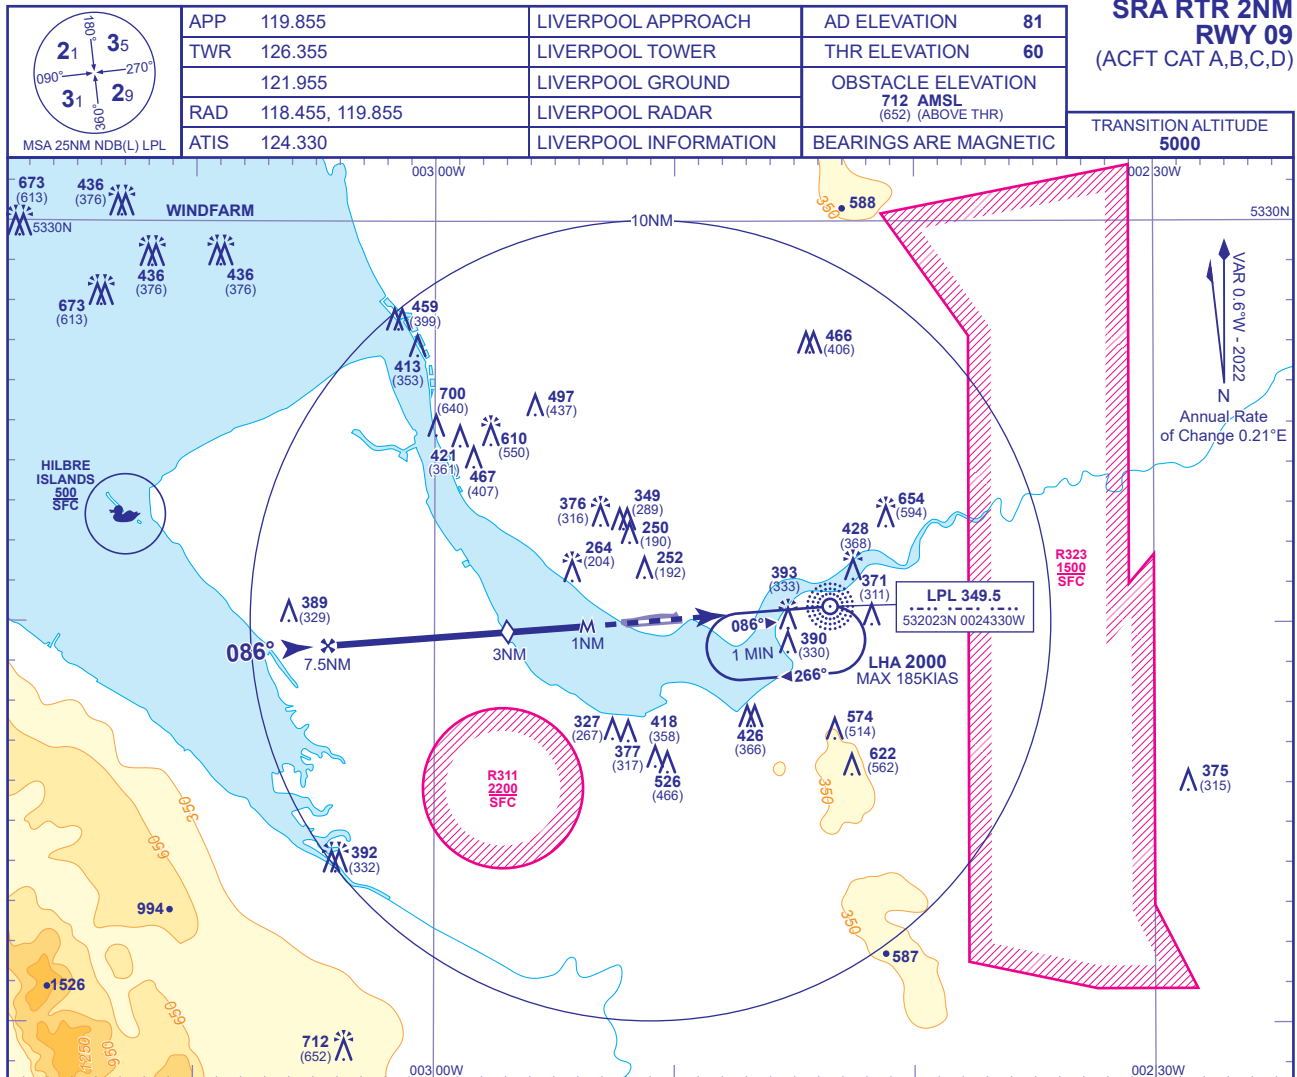 180°
21
35
090°
270°
31
29
360°
MSA 25NM NDB(L) LPL
APP 119.855 LIVERPOOL APPROACH
TWR 126.355 LIVERPOOL TOWER
121.955 LIVERPOOL GROUND
RAD 118.455, 119.855 LIVERPOOL RADAR
ATIS 124.330 LIVERPOOL INFORMATION
AD ELEVATION 81
THR ELEVATION 60
OBSTACLE ELEVATION
712 AMSL
(652) (ABOVE THR)
BEARINGS ARE MAGNETIC
SRA RTR 2NM
RWY 09
(ACFT CAT A,B,C,D)
TRANSITION ALTITUDE
5000
003 00W
002 30W
673
(613)
436
(376)
5330N
WINDFARM
436
(376)
436
(376)
673
(613)
10NM
350
588
5330N
VAR 0.6°W - 2022
N
Annual Rate
of Change 0.21°E
459
(399)
413
(353)
466
(406)
700
(640)
497
(437)
610
(550)
421
(361)
467
(407)
HILBRE
ISLANDS
500
SFC
376
(316)
349
(289)
250
(190)
264
(204)
252
(192)
654
(594)
428
(368)
393
(333)
371
(311)
R323
1500
SFC
LPL 349.5
532023N 0024330W
389
(329)
086°
7.5NM
3NM
1NM
086°
1 MIN
390
(330)
266°
LHA 2000
MAX 185KIAS
327
(267)
377
(317)
418
(358)
526
(466)
426
(366)
574
(514)
622
(562)
350
375
(315)
R311
2200
SFC
350
650
392
(332)
994
350
587
1526
650
950
1250
712
(652)
003 00W
002 30W